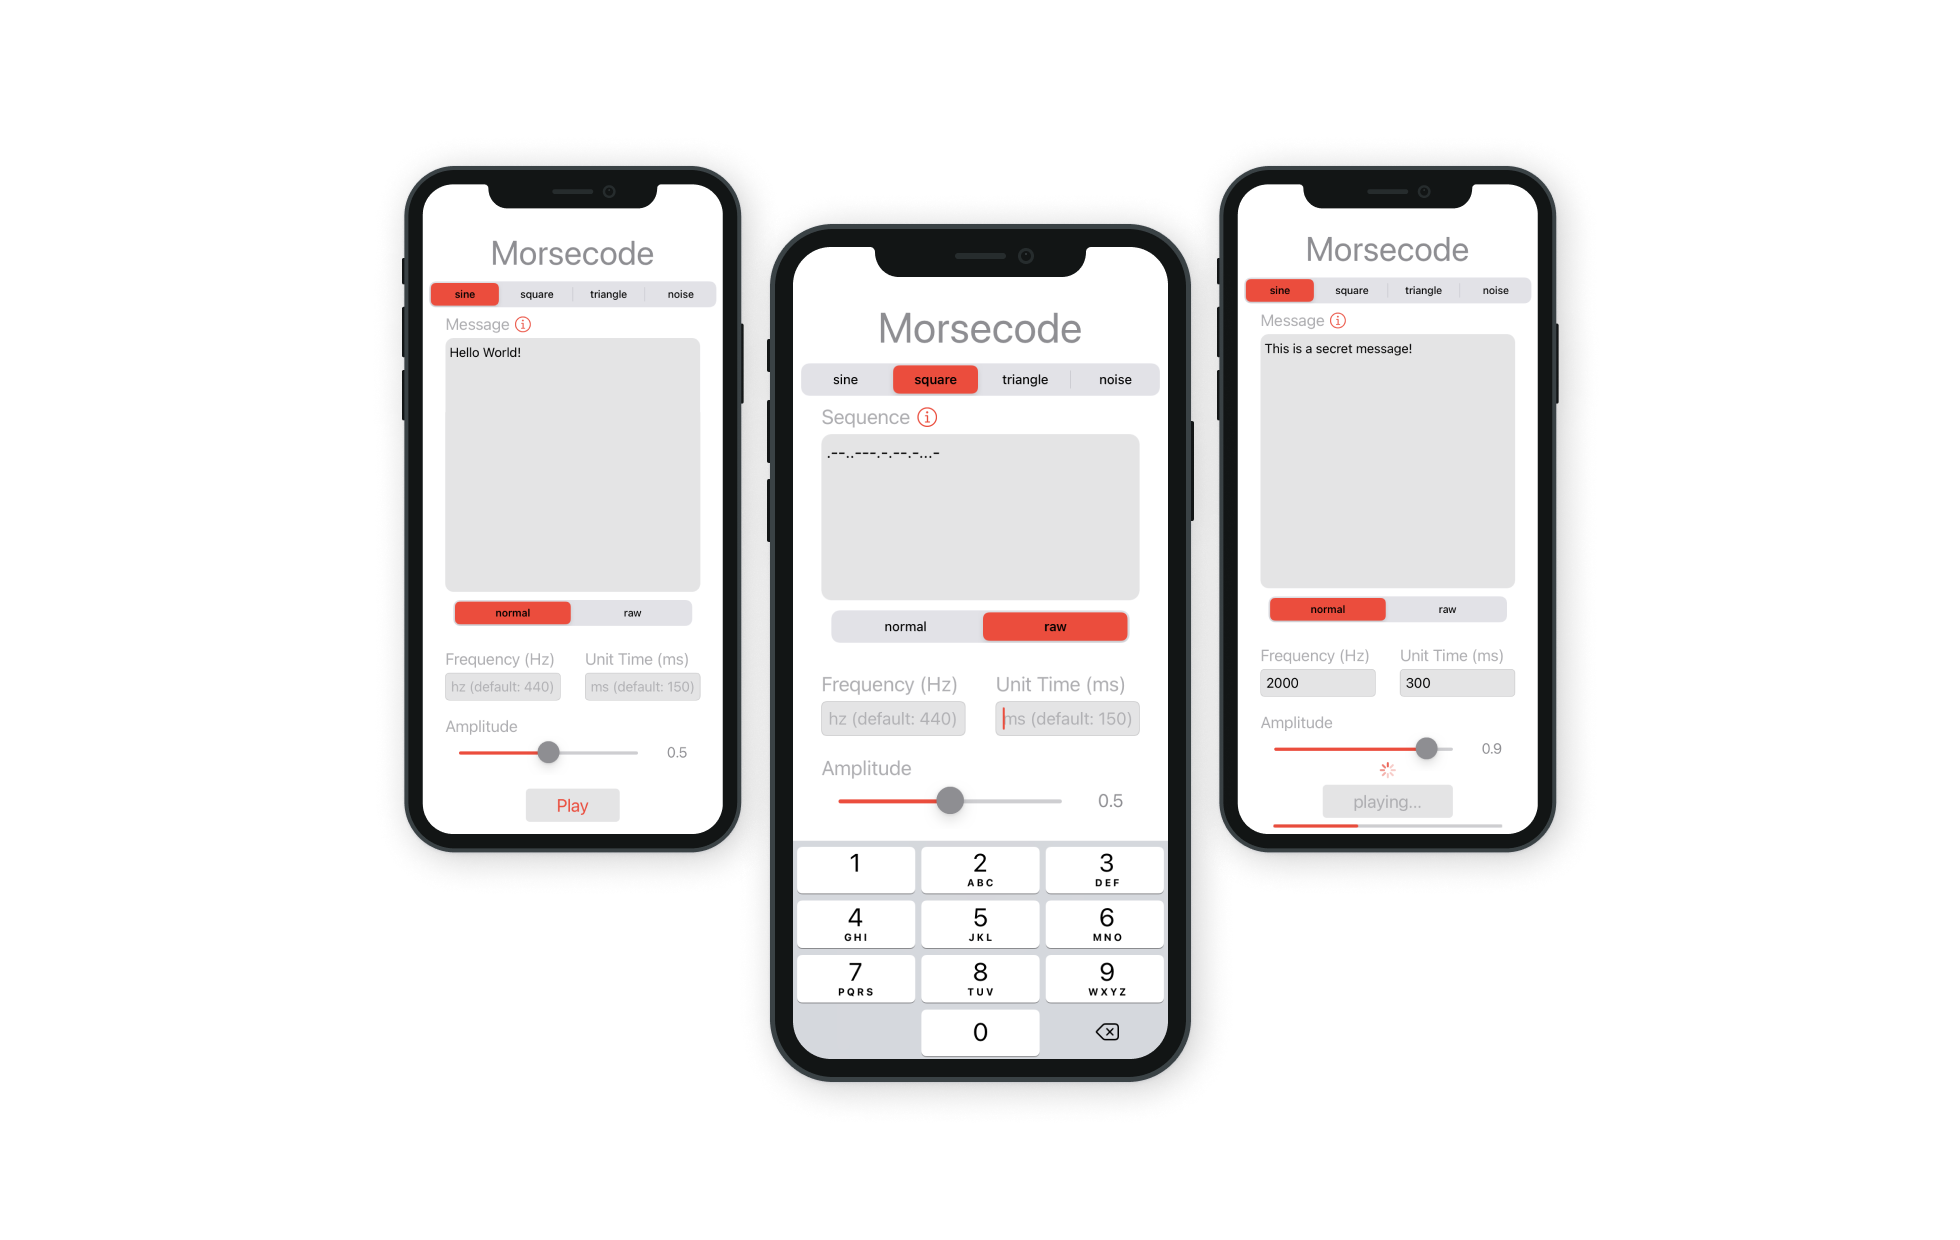 Morsecode
sine square triangle noise
Message
Hello World!
normal raw
Frequency (Hz) Unit Time (ms)
hz (default: 440) ms (default: 150)
Amplitude
0.5
Play
Morsecode
sine square triangle noise
Sequence
.--..---.-.--.-...-
normal raw
Frequency (Hz) Unit Time (ms)
hz (default: 440) ms (default: 150)
Amplitude
0.5
1 2 3
ABC DEF
4 5 6
GHI JKL MNO
7 8 9
PQRS TUV WXYZ
0
Morsecode
sine square triangle noise
Message
This is a secret message!
normal raw
Frequency (Hz) Unit Time (ms)
2000 300
Amplitude
0.9
playing...